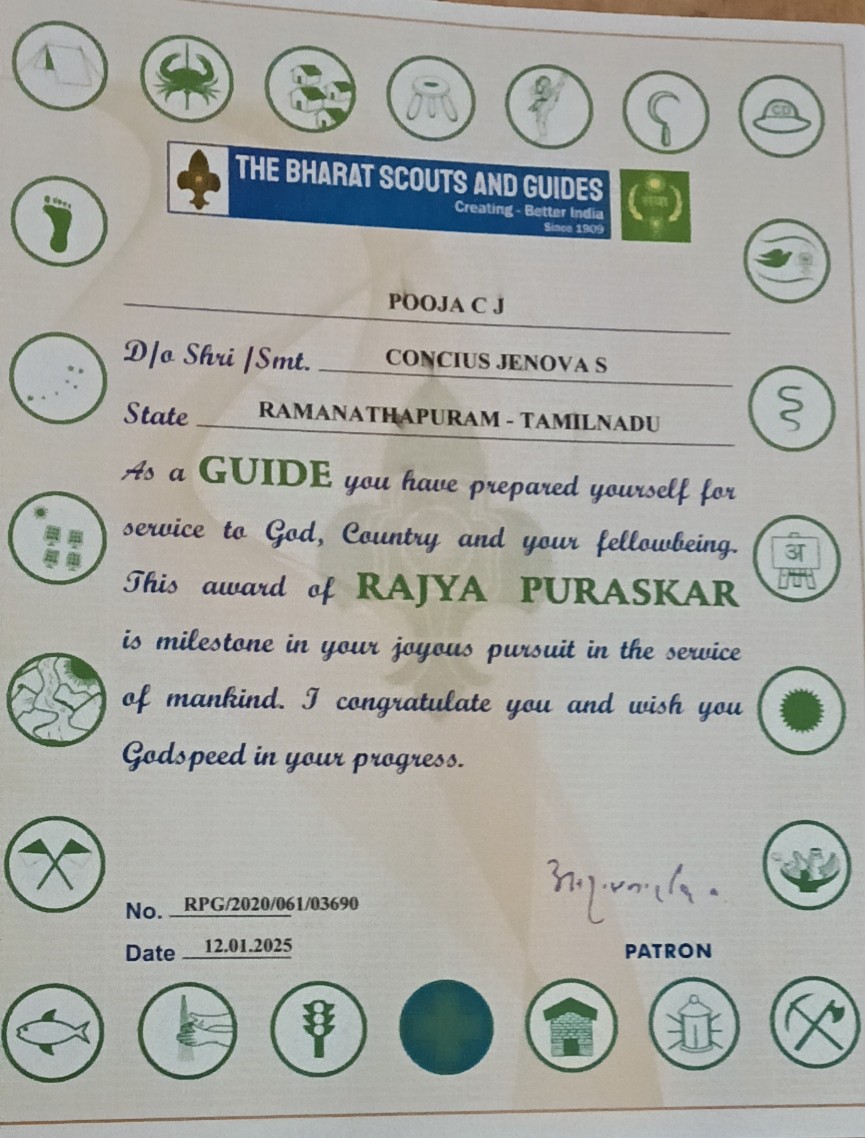 CD
THE BHARAT SCOUTS AND GUIDES
Creating - Better India
Since 1909
POOJA C J
D/o Shri /Smt. CONCIUS JENOVA S
State RAMANATHAPURAM - TAMILNADU
As a GUIDE you have prepared yourself for
service to God, Country and your fellowbeing.
This award of RAJYA PURASKAR
is milestone in your joyous pursuit in the service
of mankind. I congratulate you and wish you
Godspeed in your progress.
अ
No. RPG/2020/061/03690
Date 12.01.2025
PATRON